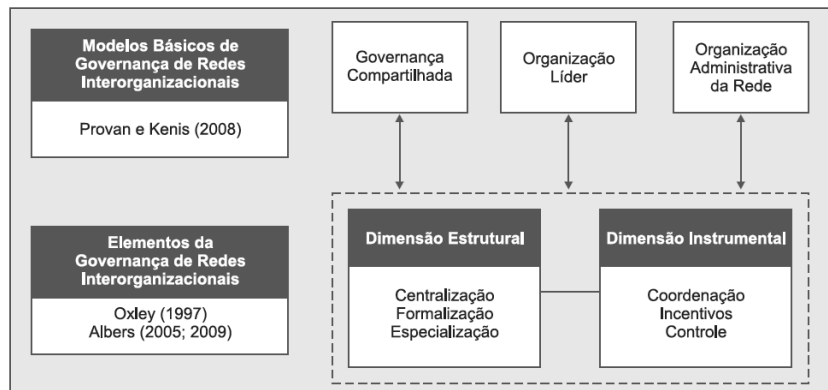 Modelos Básicos de
Governança de Redes
Interorganizacionais
Provan e Kenis (2008)
Governança
Compartilhada
Organização
Líder
Organização
Administrativa
da Rede
Elementos da
Governança de Redes
Interorganizacionais
Oxley (1997)
Albers (2005; 2009)
Dimensão Estrutural
Centralização
Formalização
Especialização
Dimensão Instrumental
Coordenação
Incentivos
Controle